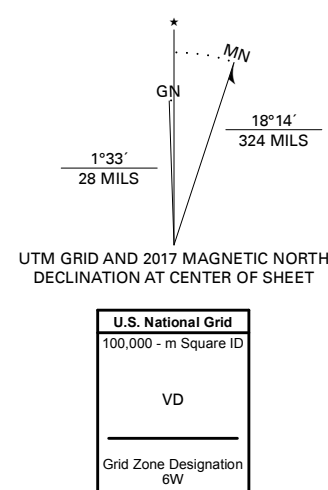 ★
MN
GN
18°14´
324 MILS
1°33´
28 MILS
UTM GRID AND 2017 MAGNETIC NORTH
DECLINATION AT CENTER OF SHEET
U.S. National Grid
100,000 - m Square ID
VD
Grid Zone Designation
6W